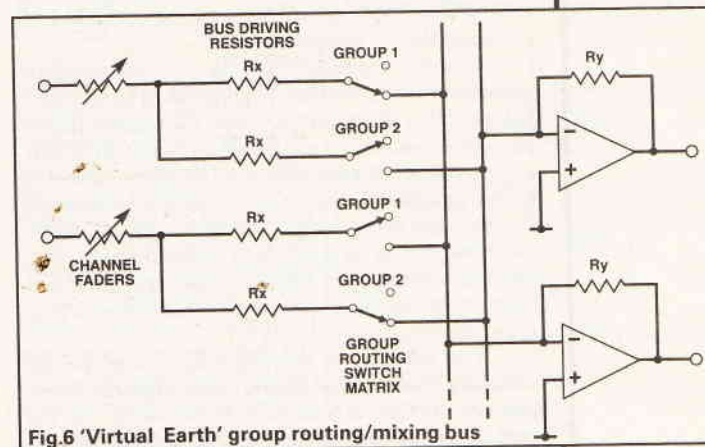 BUS DRIVING
RESISTORS
Rx
GROUP 1
Rx
GROUP 2
CHANNEL
FADERS
Rx
GROUP 1
Rx
GROUP 2
GROUP
ROUTING
SWITCH
MATRIX
Ry
−
+
Ry
−
+
Fig.6 'Virtual Earth' group routing/mixing bus